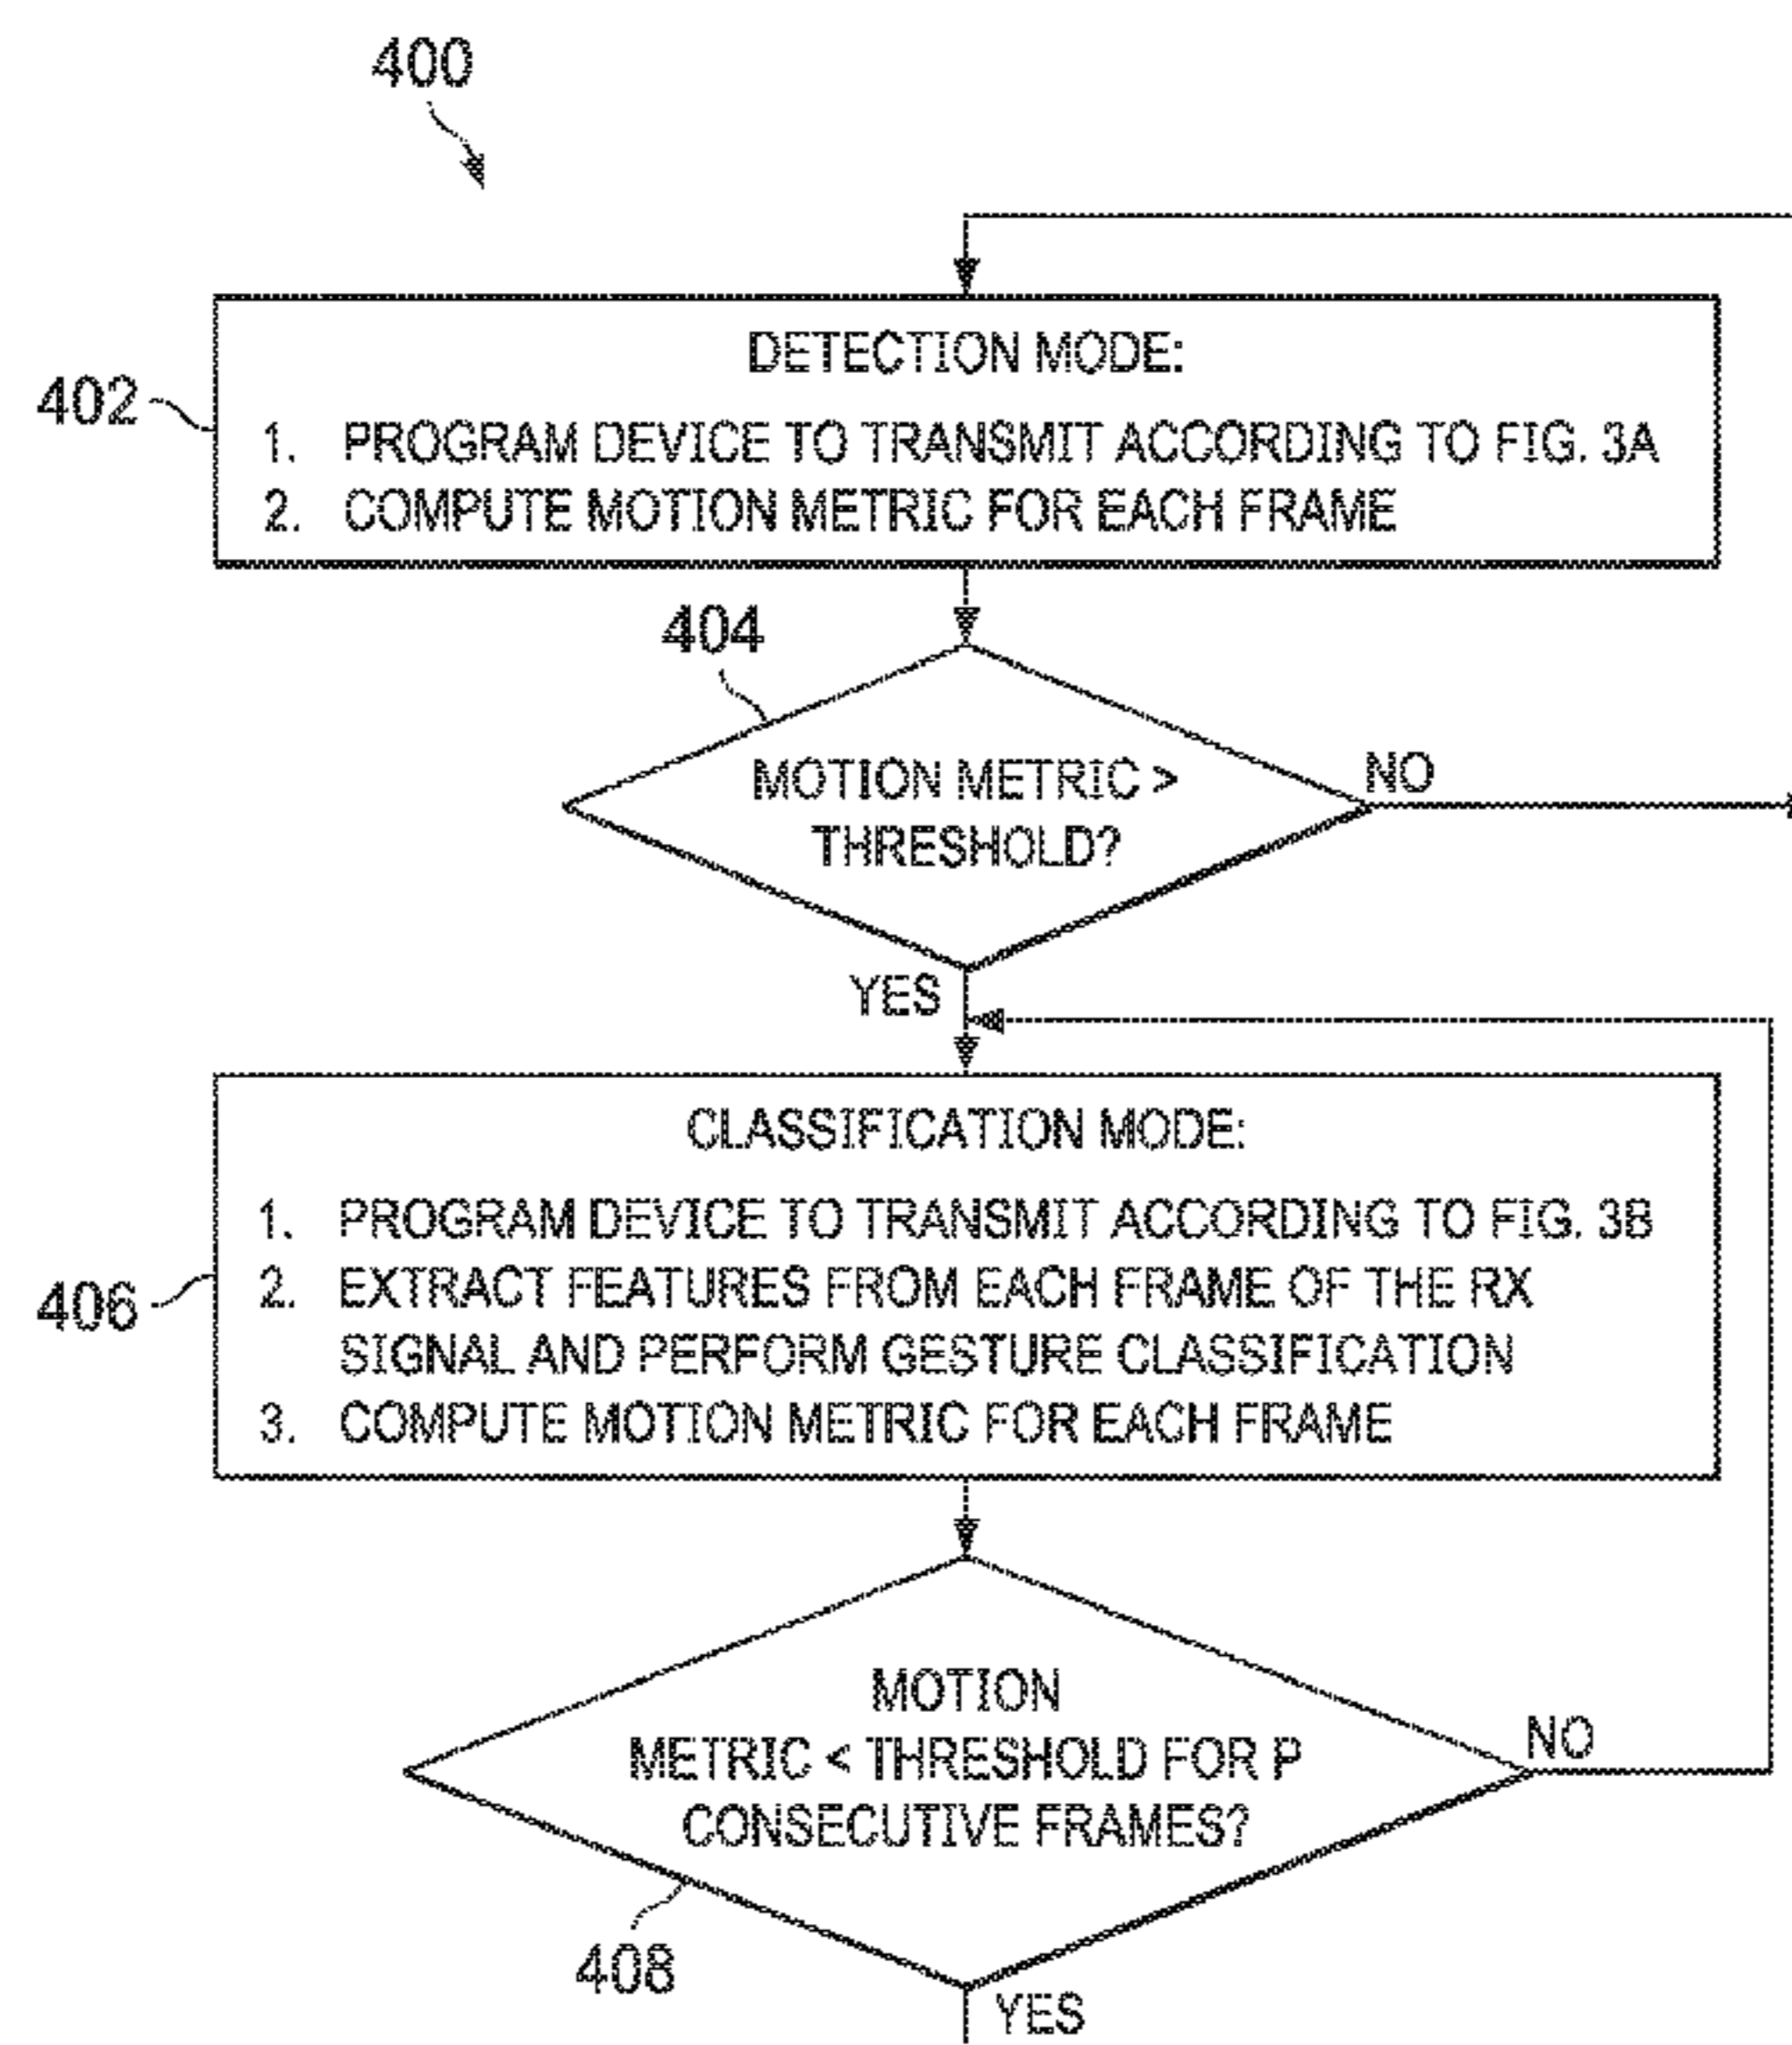 400
DETECTION MODE:
402
1. PROGRAM DEVICE TO TRANSMIT ACCORDING TO FIG. 3A
2. COMPUTE MOTION METRIC FOR EACH FRAME
404
MOTION METRIC >
THRESHOLD?
NO
YES
CLASSIFICATION MODE:
406
1. PROGRAM DEVICE TO TRANSMIT ACCORDING TO FIG. 3B
2. EXTRACT FEATURES FROM EACH FRAME OF THE RX
SIGNAL AND PERFORM GESTURE CLASSIFICATION
3. COMPUTE MOTION METRIC FOR EACH FRAME
MOTION
METRIC < THRESHOLD FOR P
CONSECUTIVE FRAMES?
NO
408
YES